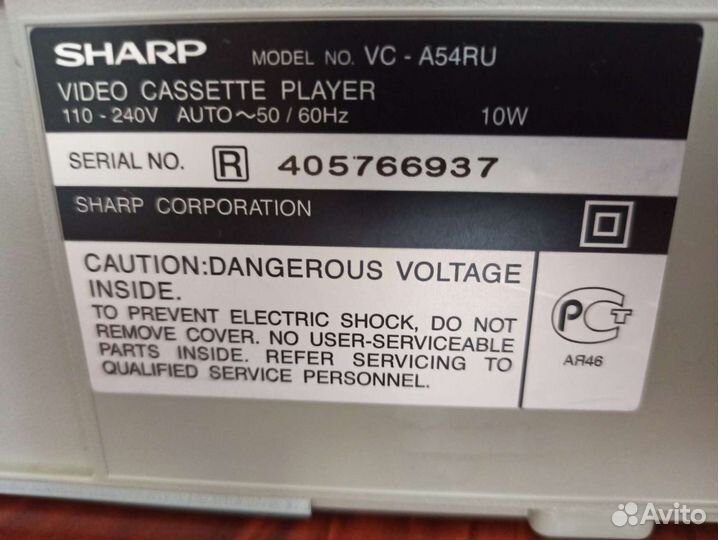 SHARP MODEL NO. VC - A54RU
VIDEO CASSETTE PLAYER
110 - 240V AUTO∼50 / 60Hz 10W
SERIAL NO. R 405766937
SHARP CORPORATION
CAUTION:DANGEROUS VOLTAGE
INSIDE.
TO PREVENT ELECTRIC SHOCK, DO NOT
REMOVE COVER. NO USER-SERVICEABLE
PARTS INSIDE. REFER SERVICING TO
QUALIFIED SERVICE PERSONNEL.
РСТ
АЯ46
Avito